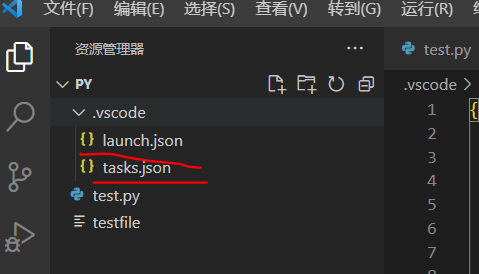 文件(F) 编辑(E) 选择(S) 查看(V) 转到(G) 运行(R)
资源管理器 ...
PY
.vscode
{} launch.json
{} tasks.json
test.py
testfile
test.py
.vscode >
1 {
2
3
4
5
6
7
8